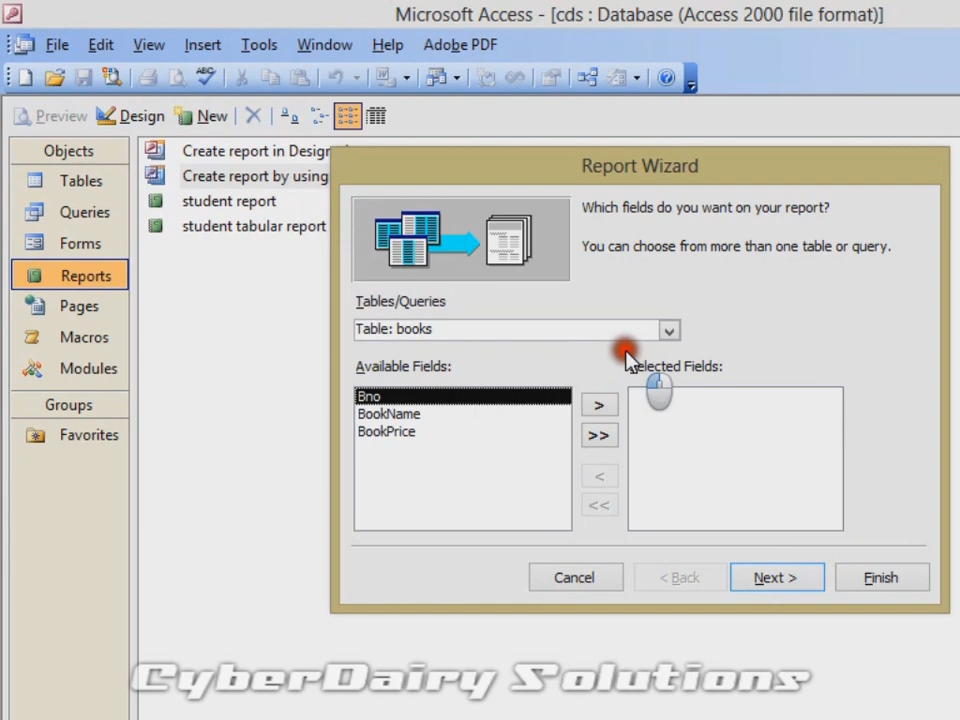 Microsoft Access - [cds : Database (Access 2000 file format)]
File Edit View Insert Tools Window Help Adobe PDF
Preview Design New
Objects
Tables
Queries
Forms
Reports
Pages
Macros
Modules
Groups
Favorites
Create report in Design
Create report by using
student report
student tabular report
Report Wizard
Which fields do you want on your report?
You can choose from more than one table or query.
Tables/Queries
Table: books
Available Fields:
Selected Fields:
Bno
BookName
BookPrice
>
>>
<
<<
Cancel
< Back
Next >
Finish
CyberDairy Solutions